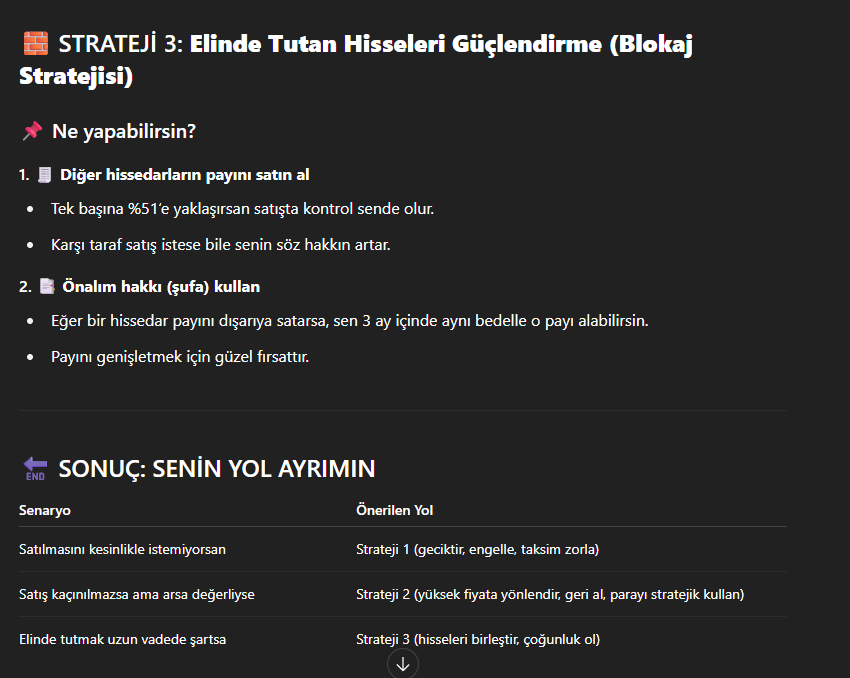 🧱 STRATEJİ 3: Elinde Tutan Hisseleri Güçlendirme (Blokaj
Stratejisi)
📌 Ne yapabilirsin?
1. 🧾 Diğer hissedarların payını satın al
• Tek başına %51’e yaklaşırsan satışta kontrol sende olur.
• Karşı taraf satış istese bile senin söz hakkın artar.
2. 📑 Önalım hakkı (şufa) kullan
• Eğer bir hissedar payını dışarıya satarsa, sen 3 ay içinde aynı bedelle o payı alabilirsin.
• Payını genişletmek için güzel fırsattır.
🔚 SONUÇ: SENİN YOL AYRIMIN
Senaryo Önerilen Yol
Satılmasını kesinlikle istemiyorsan Strateji 1 (geciktir, engelle, taksim zorla)
Satış kaçınılmazsa ama arsa değerliyse Strateji 2 (yüksek fiyata yönlendir, geri al, parayı stratejik kullan)
Elinde tutmak uzun vadede şartsa Strateji 3 (hisseleri birleştir, çoğunluk ol)